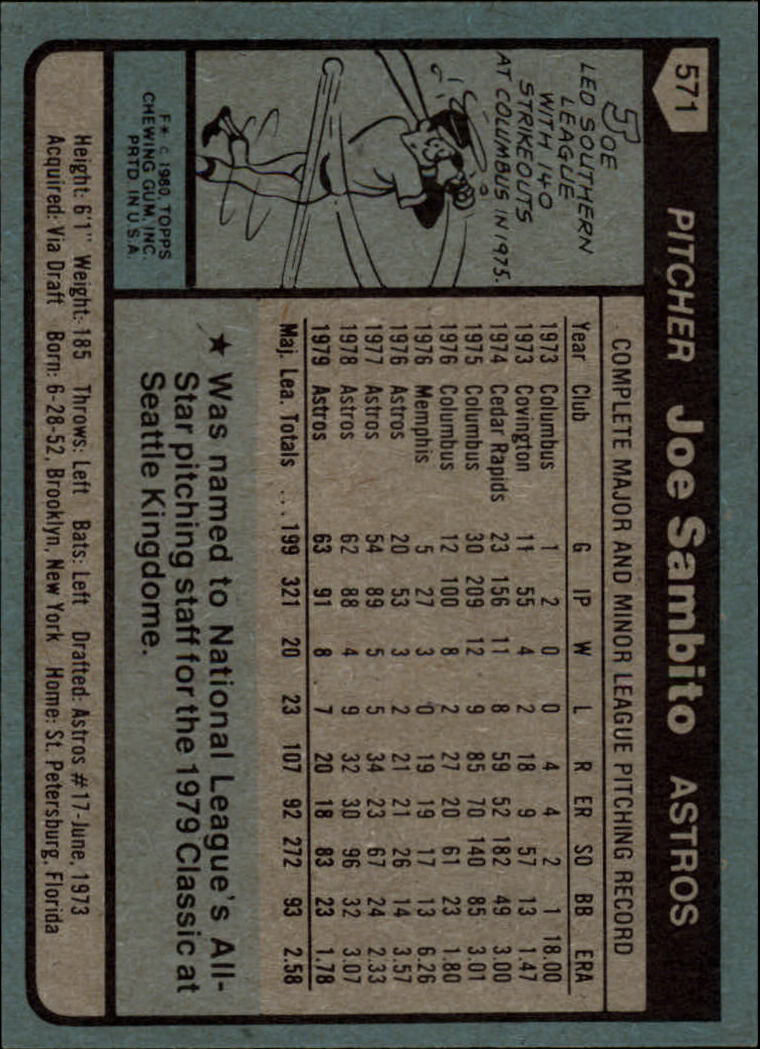 571
PITCHER Joe Sambito ASTROS
JOE
LED SOUTHERN
LEAGUE
WITH 140
STRIKEOUTS
AT COLUMBUS IN 1975.
F* © 1980, TOPPS
CHEWING GUM, INC.
PRTD. IN U.S.A.
COMPLETE MAJOR AND MINOR LEAGUE PITCHING RECORD
Year Club G IP W L R ER SO BB ERA
1973 Columbus 1 2 0 0 4 4 2 1 18.00
1973 Covington 11 55 4 2 18 9 57 13 1.47
1974 Cedar Rapids 23 156 11 8 59 52 182 49 3.00
1975 Columbus 30 209 12 9 85 70 140 85 3.01
1976 Columbus 12 100 8 2 27 20 61 23 1.80
1976 Memphis 5 27 3 0 19 19 17 13 6.26
1976 Astros 20 53 3 2 21 21 26 14 3.57
1977 Astros 54 89 5 5 34 23 67 24 2.33
1978 Astros 62 88 4 9 32 30 96 32 3.07
1979 Astros 63 91 8 7 20 18 83 23 1.78
Maj. Lea. Totals ... 199 321 20 23 107 92 272 93 2.58
★ Was named to National League's All-
Star pitching staff for the 1979 Classic at
Seattle Kingdome.
Height: 6'1" Weight: 185 Throws: Left Bats: Left Drafted: Astros #17-June, 1973
Acquired: Via Draft Born: 6-28-52, Brooklyn, New York Home: St. Petersburg, Florida